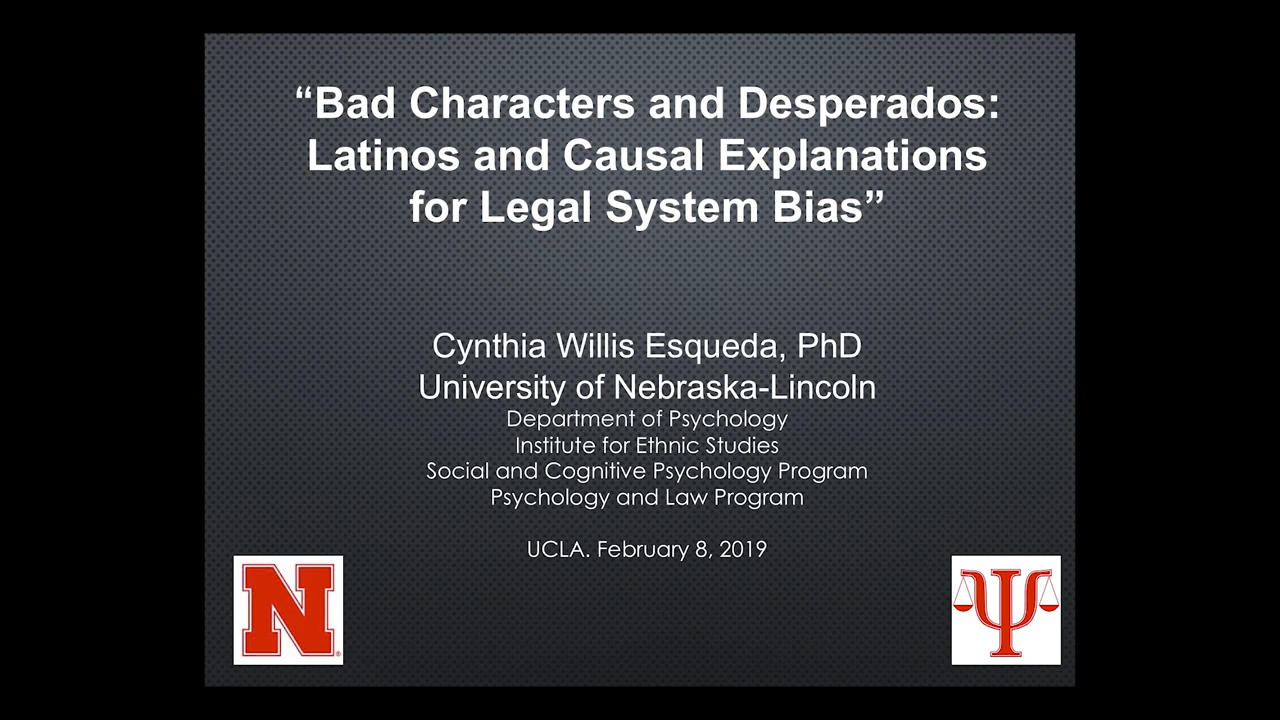 “Bad Characters and Desperados:
Latinos and Causal Explanations
for Legal System Bias”
Cynthia Willis Esqueda, PhD
University of Nebraska-Lincoln
Department of Psychology
Institute for Ethnic Studies
Social and Cognitive Psychology Program
Psychology and Law Program
UCLA. February 8, 2019
N
®
Ψ